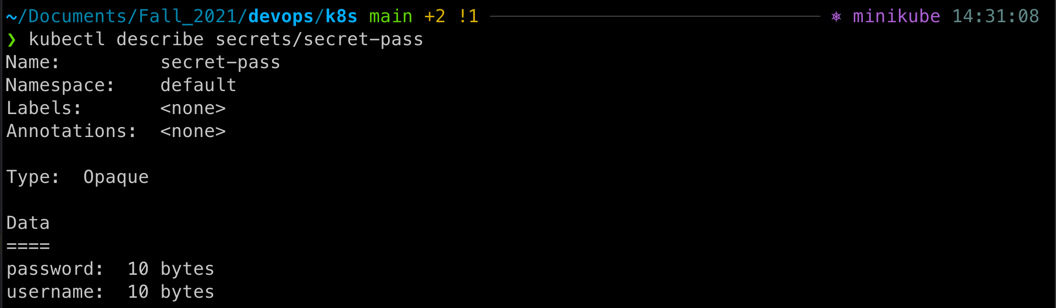 ~/Documents/Fall_2021/devops/k8s main +2 !1 ⎈ minikube 14:31:08
❯ kubectl describe secrets/secret-pass
Name:         secret-pass
Namespace:    default
Labels:       <none>
Annotations:  <none>
Type:  Opaque
Data
====
password:  10 bytes
username:  10 bytes